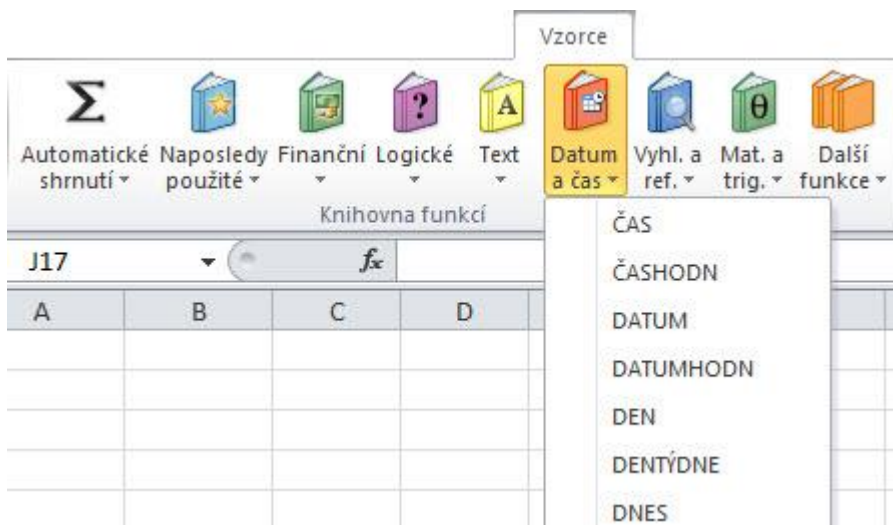 Vzorce
Automatické shrnutí
Naposledy použité
Finanční
Logické
Text
Datum a čas
Vyhl. a ref.
Mat. a trig.
Další funkce
Knihovna funkcí
J17
fx
A B C D
ČAS
ČASHODN
DATUM
DATUMHODN
DEN
DENTÝDNE
DNES